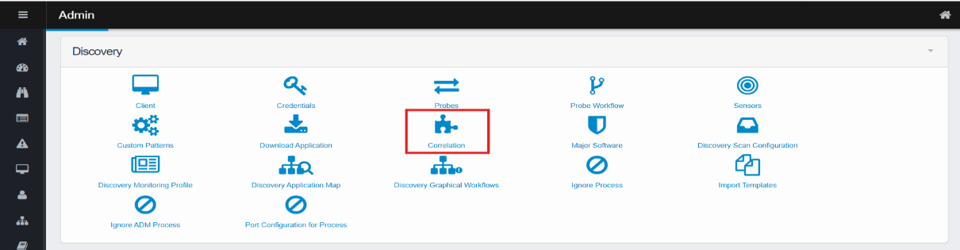 Admin
Discovery
Client Credentials Probes Probe Workflow Sensors
Custom Patterns Download Application Correlation Major Software Discovery Scan Configuration
Discovery Monitoring Profile Discovery Application Map Discovery Graphical Workflows Ignore Process Import Templates
Ignore ADM Process Port Configuration for Process